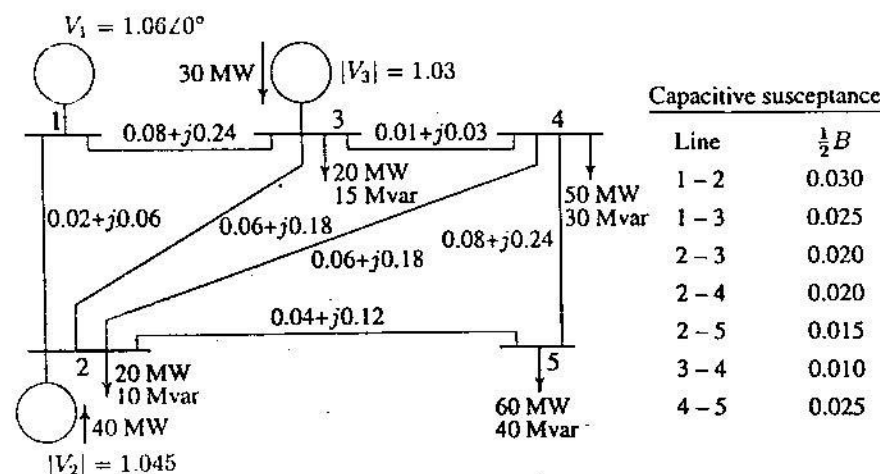 V₁ = 1.06∠0°
30 MW
|V₃| = 1.03
1
3
4
0.08+j0.24
0.01+j0.03
20 MW
15 Mvar
50 MW
30 Mvar
0.02+j0.06
0.06+j0.18
0.06+j0.18
0.08+j0.24
0.04+j0.12
2
5
20 MW
10 Mvar
60 MW
40 Mvar
40 MW
|V₂| = 1.045
Capacitive susceptance
Line ½B
1 – 2 0.030
1 – 3 0.025
2 – 3 0.020
2 – 4 0.020
2 – 5 0.015
3 – 4 0.010
4 – 5 0.025